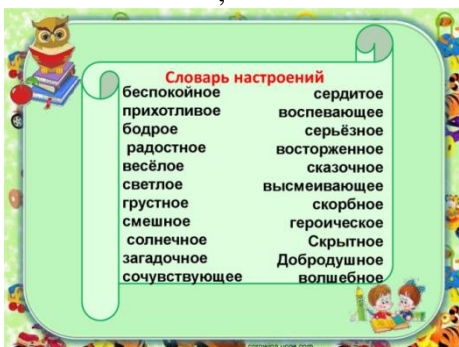 Словарь настроений
беспокойное
прихотливое
бодрое
радостное
весёлое
светлое
грустное
смешное
солнечное
загадочное
сочувствующее
сердитое
воспевающее
серьёзное
восторженное
сказочное
высмеивающее
скорбное
героическое
Скрытное
Добродушное
волшебное